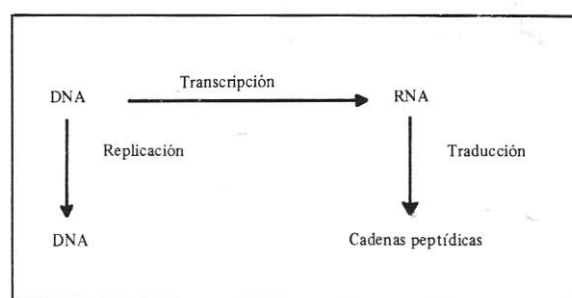 Transcripción
DNA RNA
Replicación Traducción
DNA Cadenas peptídicas